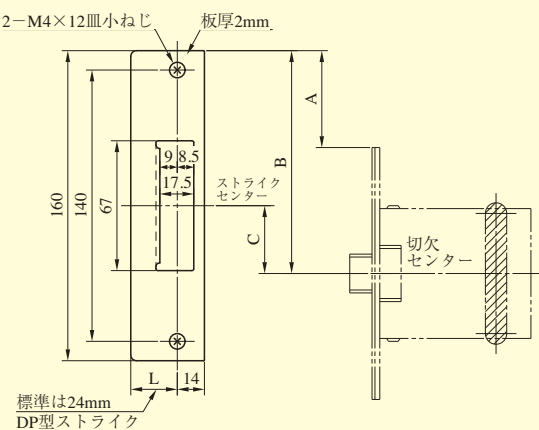 2−M4×12皿小ねじ
板厚2mm
A
B
9 8.5
17.5
ストライク
センター
160
140
67
C
切欠
センター
L 14
標準は24mm
DP型ストライク